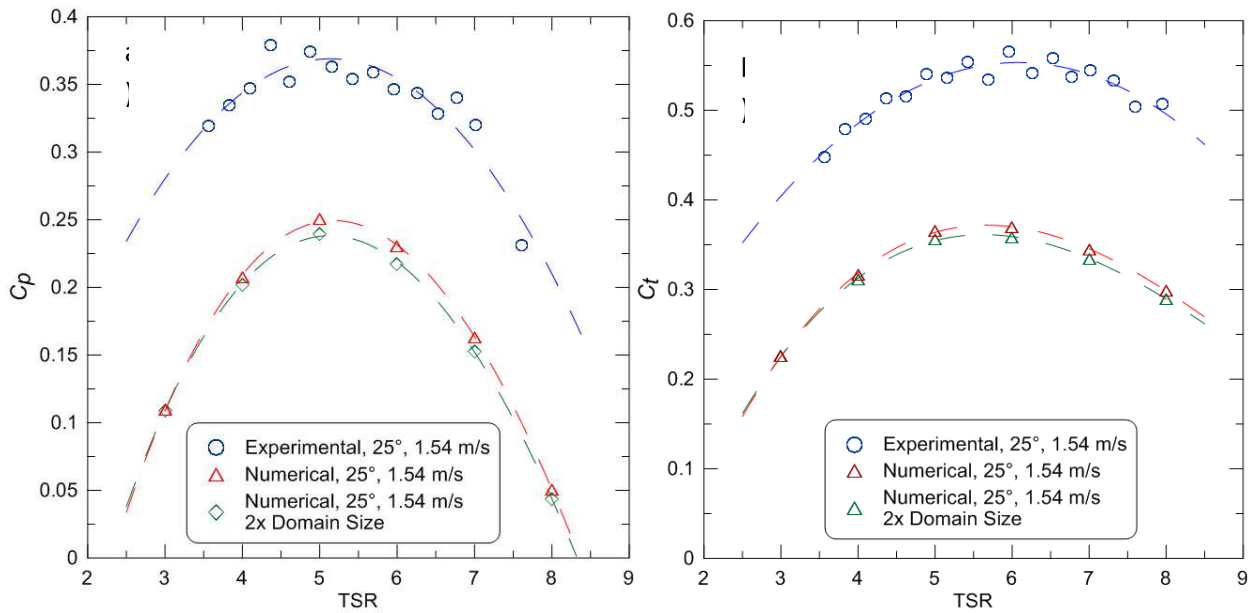 0.4
0.35
0.3
0.25
0.2
0.15
0.1
0.05
0
Cp
2 3 4 5 6 7 8 9
TSR
Experimental, 25°, 1.54 m/s
Numerical, 25°, 1.54 m/s
Numerical, 25°, 1.54 m/s
2x Domain Size
0.6
0.5
0.4
0.3
0.2
0.1
0
Ct
2 3 4 5 6 7 8 9
TSR
Experimental, 25°, 1.54 m/s
Numerical, 25°, 1.54 m/s
Numerical, 25°, 1.54 m/s
2x Domain Size